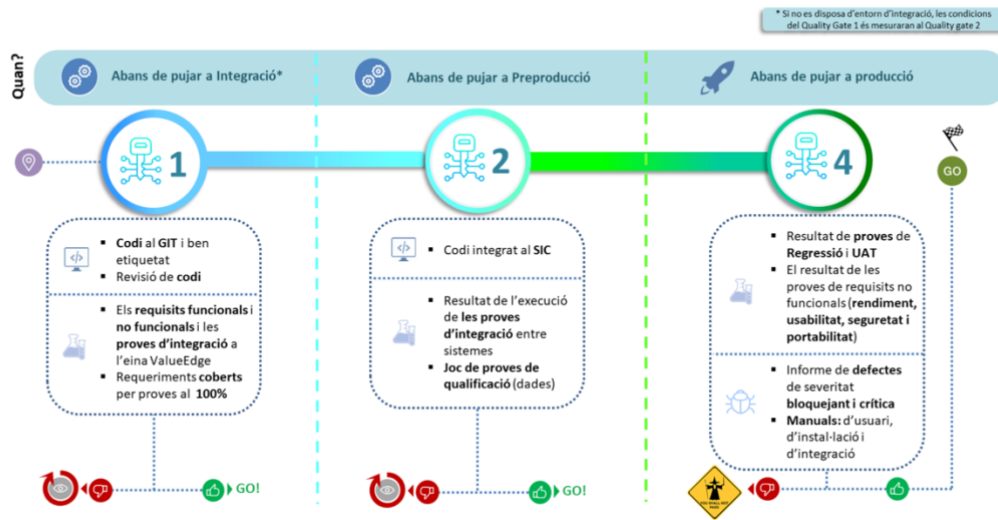 * Si no es disposa d'entorn d'integració, les condicions
del Quality Gate 1 és mesuraran al Quality gate 2
Quan?
Abans de pujar a Integració*
Abans de pujar a Preproducció
Abans de pujar a producció
1
2
4
GO
▪ Codi al GIT i ben
etiquetat
▪ Revisió de codi
▪ Els requisits funcionals i
no funcionals i les
proves d'integració a
l'eina ValueEdge
▪ Requeriments coberts
per proves al 100%
GO!
▪ Codi integrat al SIC
▪ Resultat de l'execució
de les proves
d'integració entre
sistemes
▪ Joc de proves de
qualificació (dades)
GO!
▪ Resultat de proves de
Regressió i UAT
▪ El resultat de les
proves de requisits no
funcionals (rendiment,
usabilitat, seguretat i
portabilitat)
▪ Informe de defectes
de severitat
bloquejant i crítica
▪ Manuals: d'usuari,
d'instal·lació i
d'integració
YOU SHALL NOT
PASS